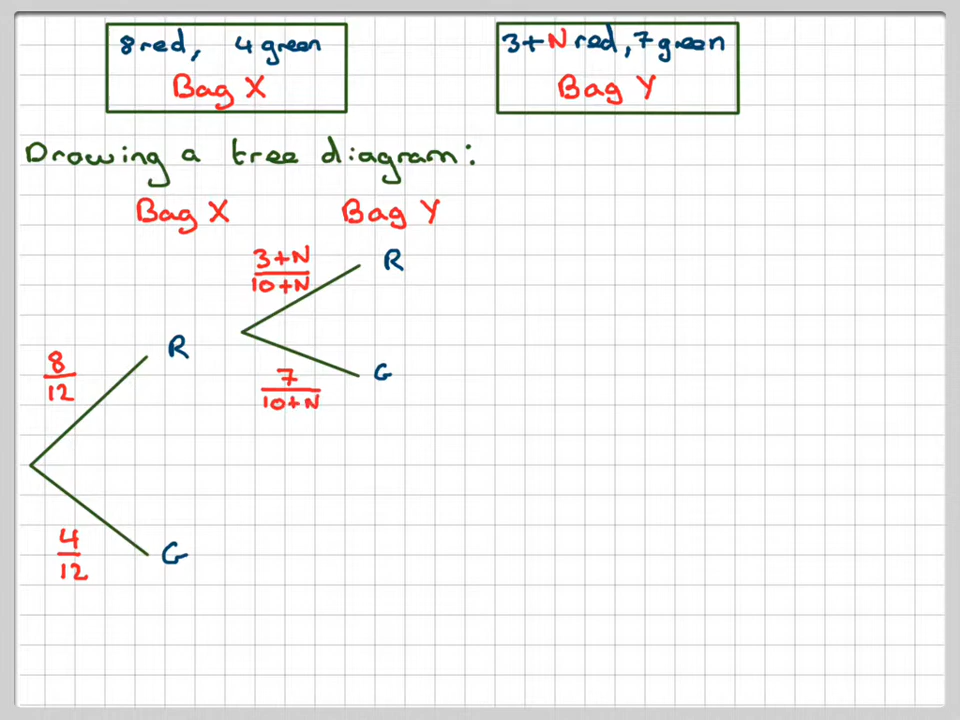 8 red, 4 green
Bag X
3+N red, 7 green
Bag Y
Drawing a tree diagram:
Bag X Bag Y
3+N
10+N
R
7
10+N
G
8
12
R
4
12
G